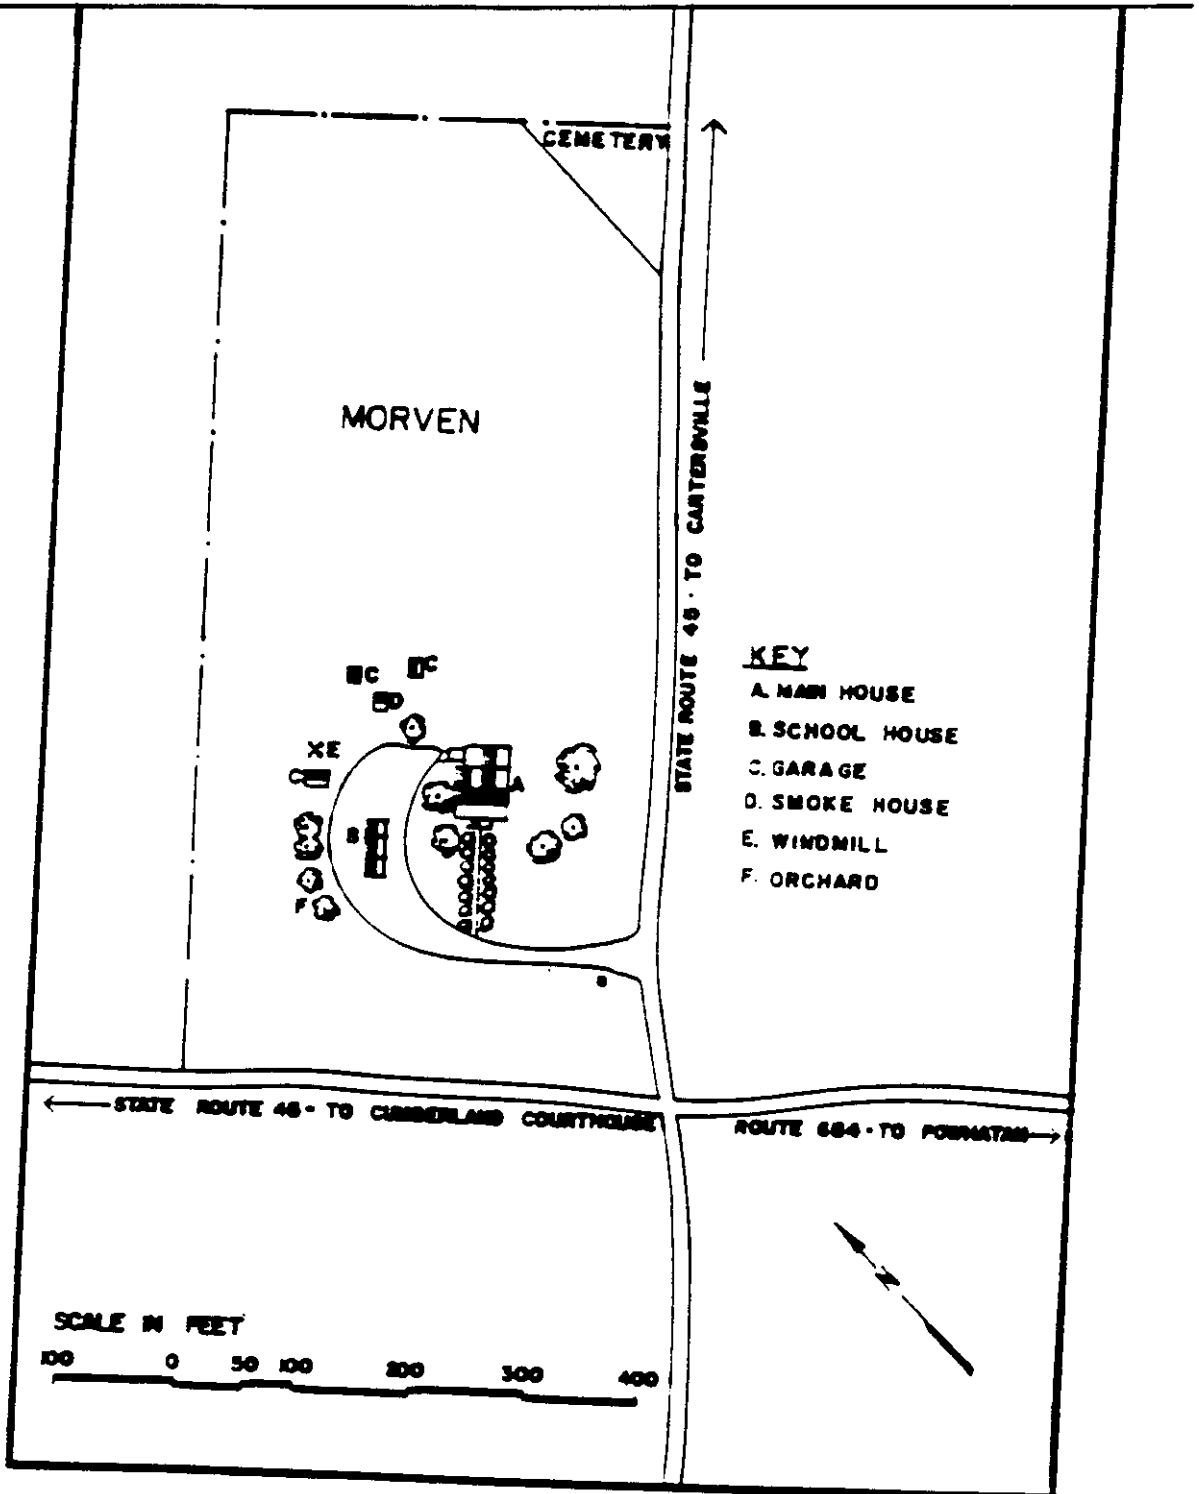 CEMETERY
MORVEN
STATE ROUTE 45 · TO CARTERSVILLE
C
C
D
XE
A
B
F
KEY
A. MAIN HOUSE
B. SCHOOL HOUSE
C. GARAGE
D. SMOKE HOUSE
E. WINDMILL
F. ORCHARD
STATE ROUTE 45 - TO CUMBERLAND COURTHOUSE
ROUTE 684 - TO POWHATAN
N
SCALE IN FEET
100 0 50 100 200 300 400